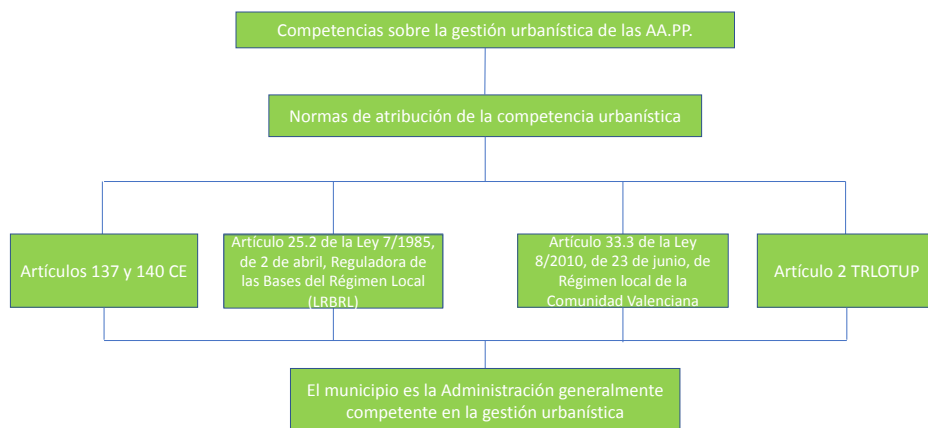 Competencias sobre la gestión urbanística de las AA.PP.
Normas de atribución de la competencia urbanística
Artículos 137 y 140 CE
Artículo 25.2 de la Ley 7/1985,
de 2 de abril, Reguladora de
las Bases del Régimen Local
(LRBRL)
Artículo 33.3 de la Ley
8/2010, de 23 de junio, de
Régimen local de la
Comunidad Valenciana
Artículo 2 TRLOTUP
El municipio es la Administración generalmente
competente en la gestión urbanística